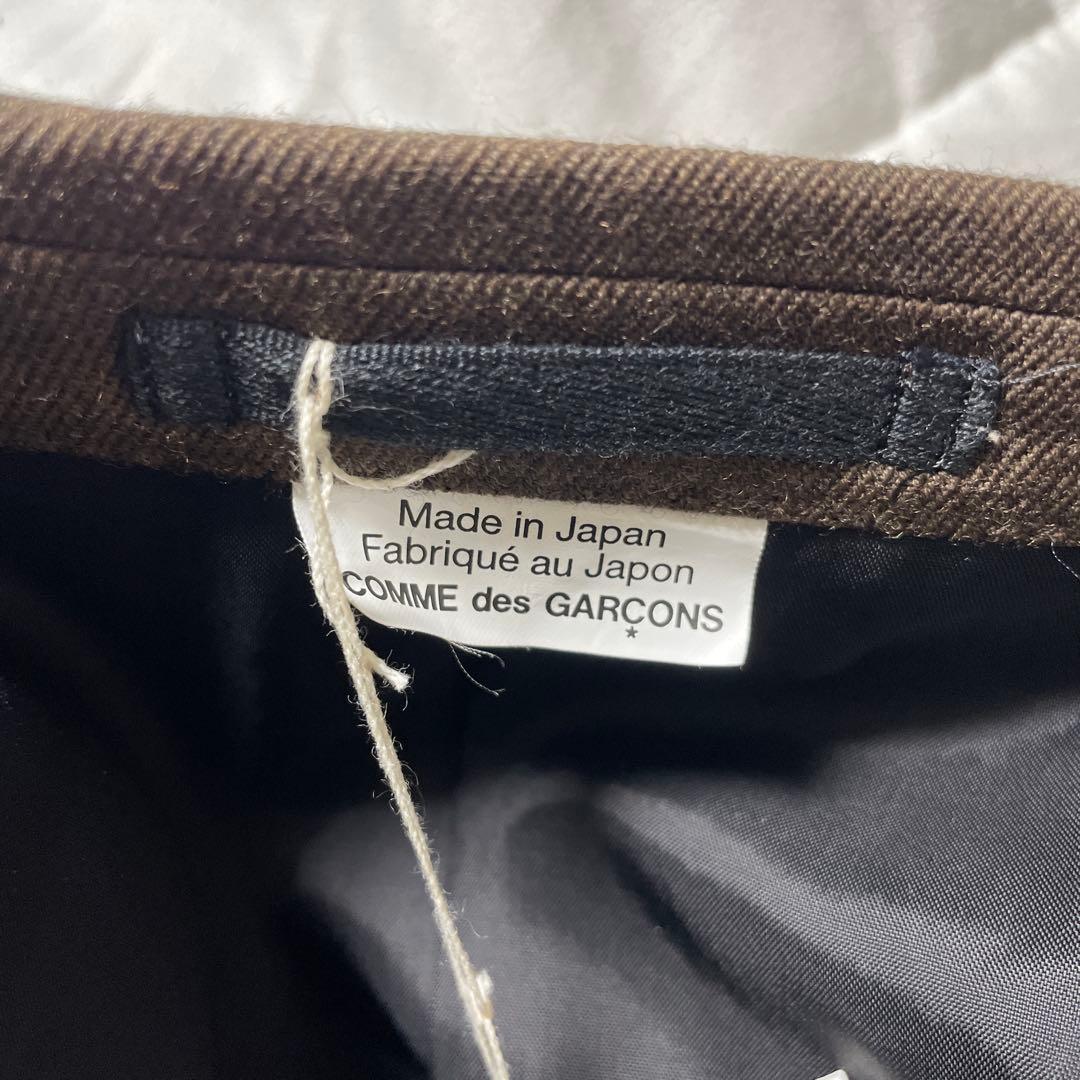 Made in Japan
Fabriqué au Japon
COMME des GARÇONS
*